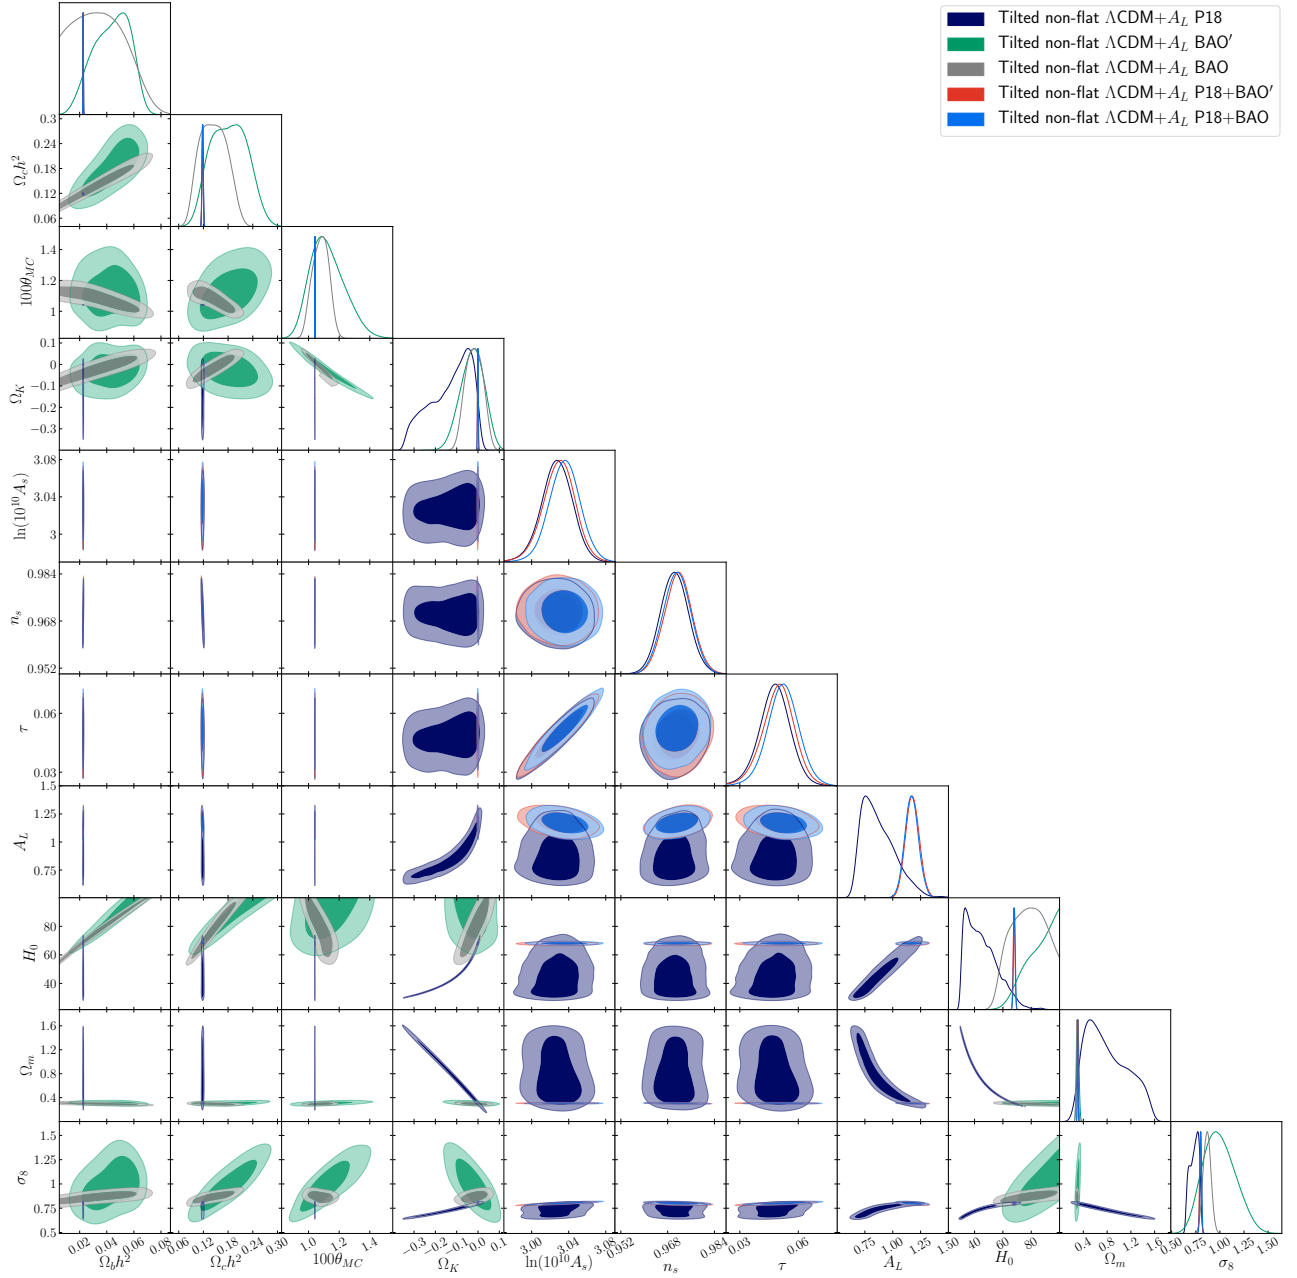 Tilted non-flat ΛCDM+A_L P18
Tilted non-flat ΛCDM+A_L BAO′
Tilted non-flat ΛCDM+A_L BAO
Tilted non-flat ΛCDM+A_L P18+BAO′
Tilted non-flat ΛCDM+A_L P18+BAO
0.3 0.24 0.18 0.12 0.06
Ω_c h²
1.4 1.2 1
100θ_MC
0.1 0 −0.1 −0.2 −0.3
Ω_K
3.08 3.04 3
ln(10¹⁰A_s)
0.984 0.968 0.952
n_s
0.06 0.03
τ
1.5 1.25 1 0.75
A_L
80 60 40
H_0
1.6 1.2 0.8 0.4
Ω_m
1.5 1.25 1 0.75 0.5
σ_8
0.02 0.04 0.06 0.08
0.06 0.12 0.18 0.24 0.30
1.0 1.2 1.4
−0.3 −0.2 −0.1 0.0 0.1
3.00 3.04 3.08
0.952 0.968 0.984
0.03 0.06
0.75 1.00 1.25 1.50
40 60 80
0.4 0.8 1.2 1.6
0.50 0.75 1.00 1.25 1.50
Ω_b h²
Ω_c h²
100θ_MC
Ω_K
ln(10¹⁰A_s)
n_s
τ
A_L
H_0
Ω_m
σ_8